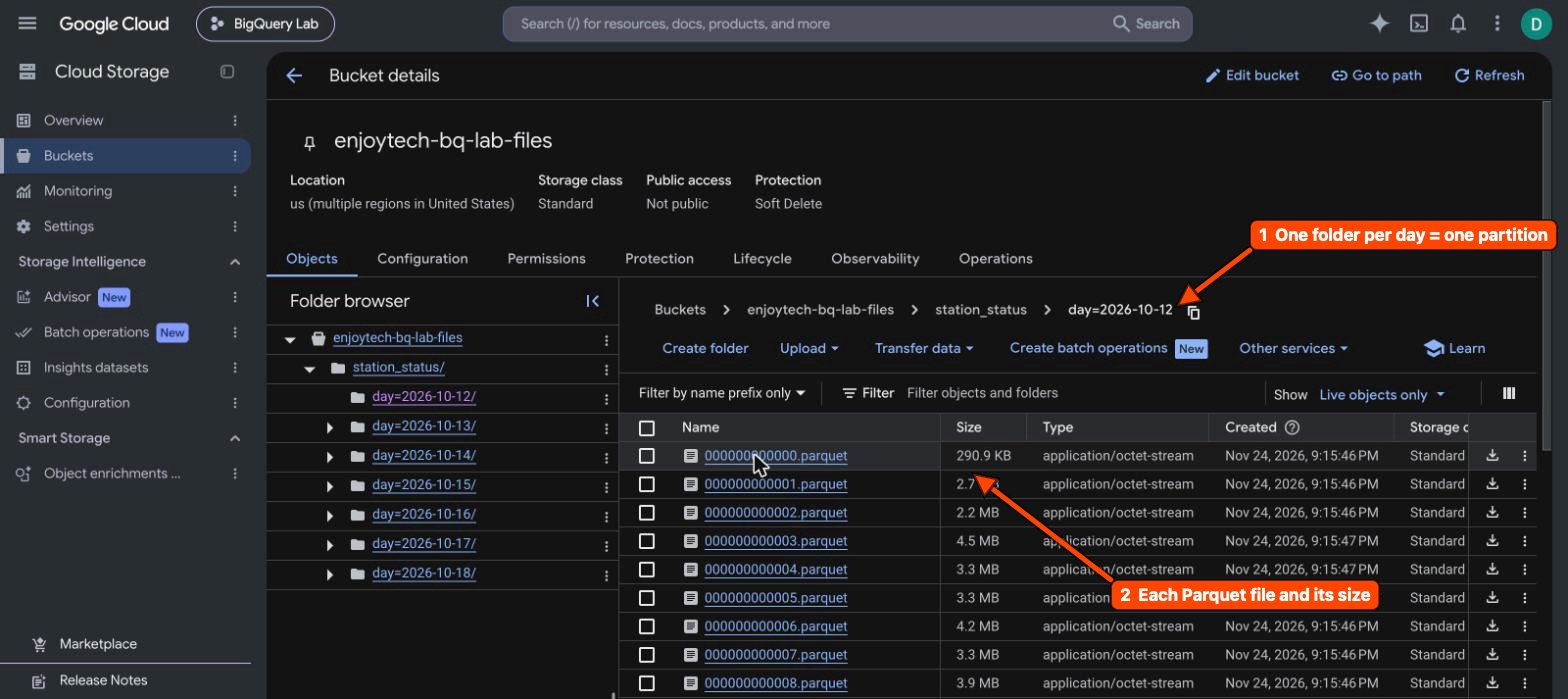 Google Cloud
BigQuery Lab
Search (/) for resources, docs, products, and more
Search
D
Cloud Storage
Overview
Buckets
Monitoring
Settings
Storage Intelligence
Advisor New
Batch operations New
Insights datasets
Configuration
Smart Storage
Object enrichments ...
Marketplace
Release Notes
Bucket details
Edit bucket
Go to path
Refresh
enjoytech-bq-lab-files
Location Storage class Public access Protection
us (multiple regions in United States) Standard Not public Soft Delete
1 One folder per day = one partition
Objects Configuration Permissions Protection Lifecycle Observability Operations
Folder browser
enjoytech-bq-lab-files
station_status/
day=2026-10-12/
day=2026-10-13/
day=2026-10-14/
day=2026-10-15/
day=2026-10-16/
day=2026-10-17/
day=2026-10-18/
Buckets > enjoytech-bq-lab-files > station_status > day=2026-10-12
Create folder Upload Transfer data Create batch operations New Other services Learn
Filter by name prefix only Filter Filter objects and folders Show Live objects only
Name Size Type Created Storage
000000000000.parquet 290.9 KB application/octet-stream Nov 24, 2026, 9:15:46 PM Standard
000000000001.parquet application/octet-stream Nov 24, 2026, 9:15:46 PM Standard
000000000002.parquet 2.2 MB application/octet-stream Nov 24, 2026, 9:15:46 PM Standard
000000000003.parquet 4.5 MB application/octet-stream Nov 24, 2026, 9:15:47 PM Standard
000000000004.parquet 3.3 MB application/octet-stream Nov 24, 2026, 9:15:47 PM Standard
000000000005.parquet 3.3 MB Standard
2 Each Parquet file and its size
000000000006.parquet 4.2 MB application/octet-stream Nov 24, 2026, 9:15:46 PM Standard
000000000007.parquet 3.3 MB application/octet-stream Nov 24, 2026, 9:15:46 PM Standard
000000000008.parquet 3.9 MB application/octet-stream Nov 24, 2026, 9:15:46 PM Standard